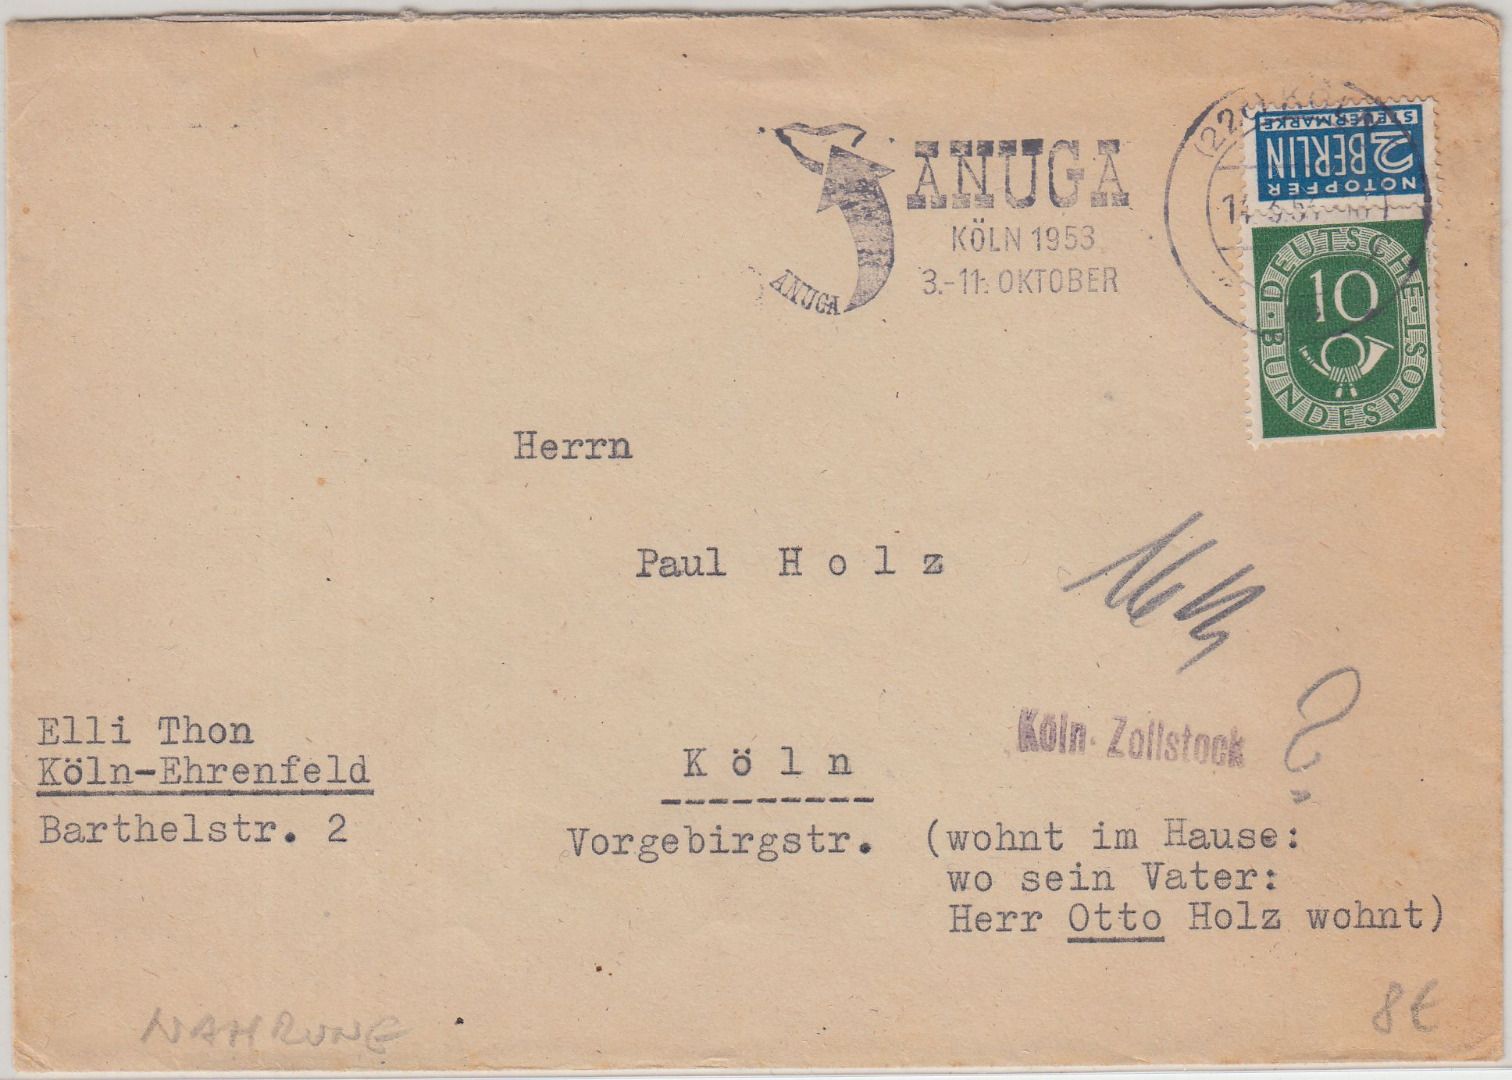 ANUGA
KÖLN 1953
3.-11. OKTOBER
ANUGA
(22c) KÖLN
NOTOPFER
2 BERLIN
STEUERMARKE
DEUTSCHE BUNDESPOST
10
Herrn
Paul H o l z
Köln-Zollstock
?
Elli Thon
Köln-Ehrenfeld
Barthelstr. 2
K ö l n
Vorgebirgstr. (wohnt im Hause:
wo sein Vater:
Herr Otto Holz wohnt)
NAHRUNG
8€